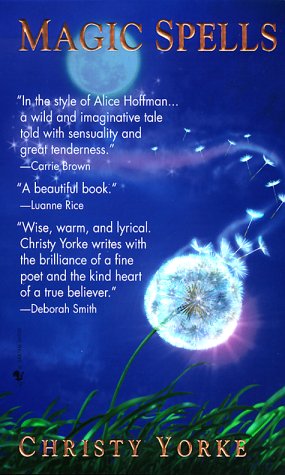 MAGIC SPELLS
“In the style of Alice Hoffman...
a wild and imaginative tale
told with sensuality and
great tenderness.”
—Carrie Brown
“A beautiful book.”
—Luanne Rice
“Wise, warm, and lyrical.
Christy Yorke writes with
the brilliance of a fine
poet and the kind heart
of a true believer.”
—Deborah Smith
CHRISTY YORKE